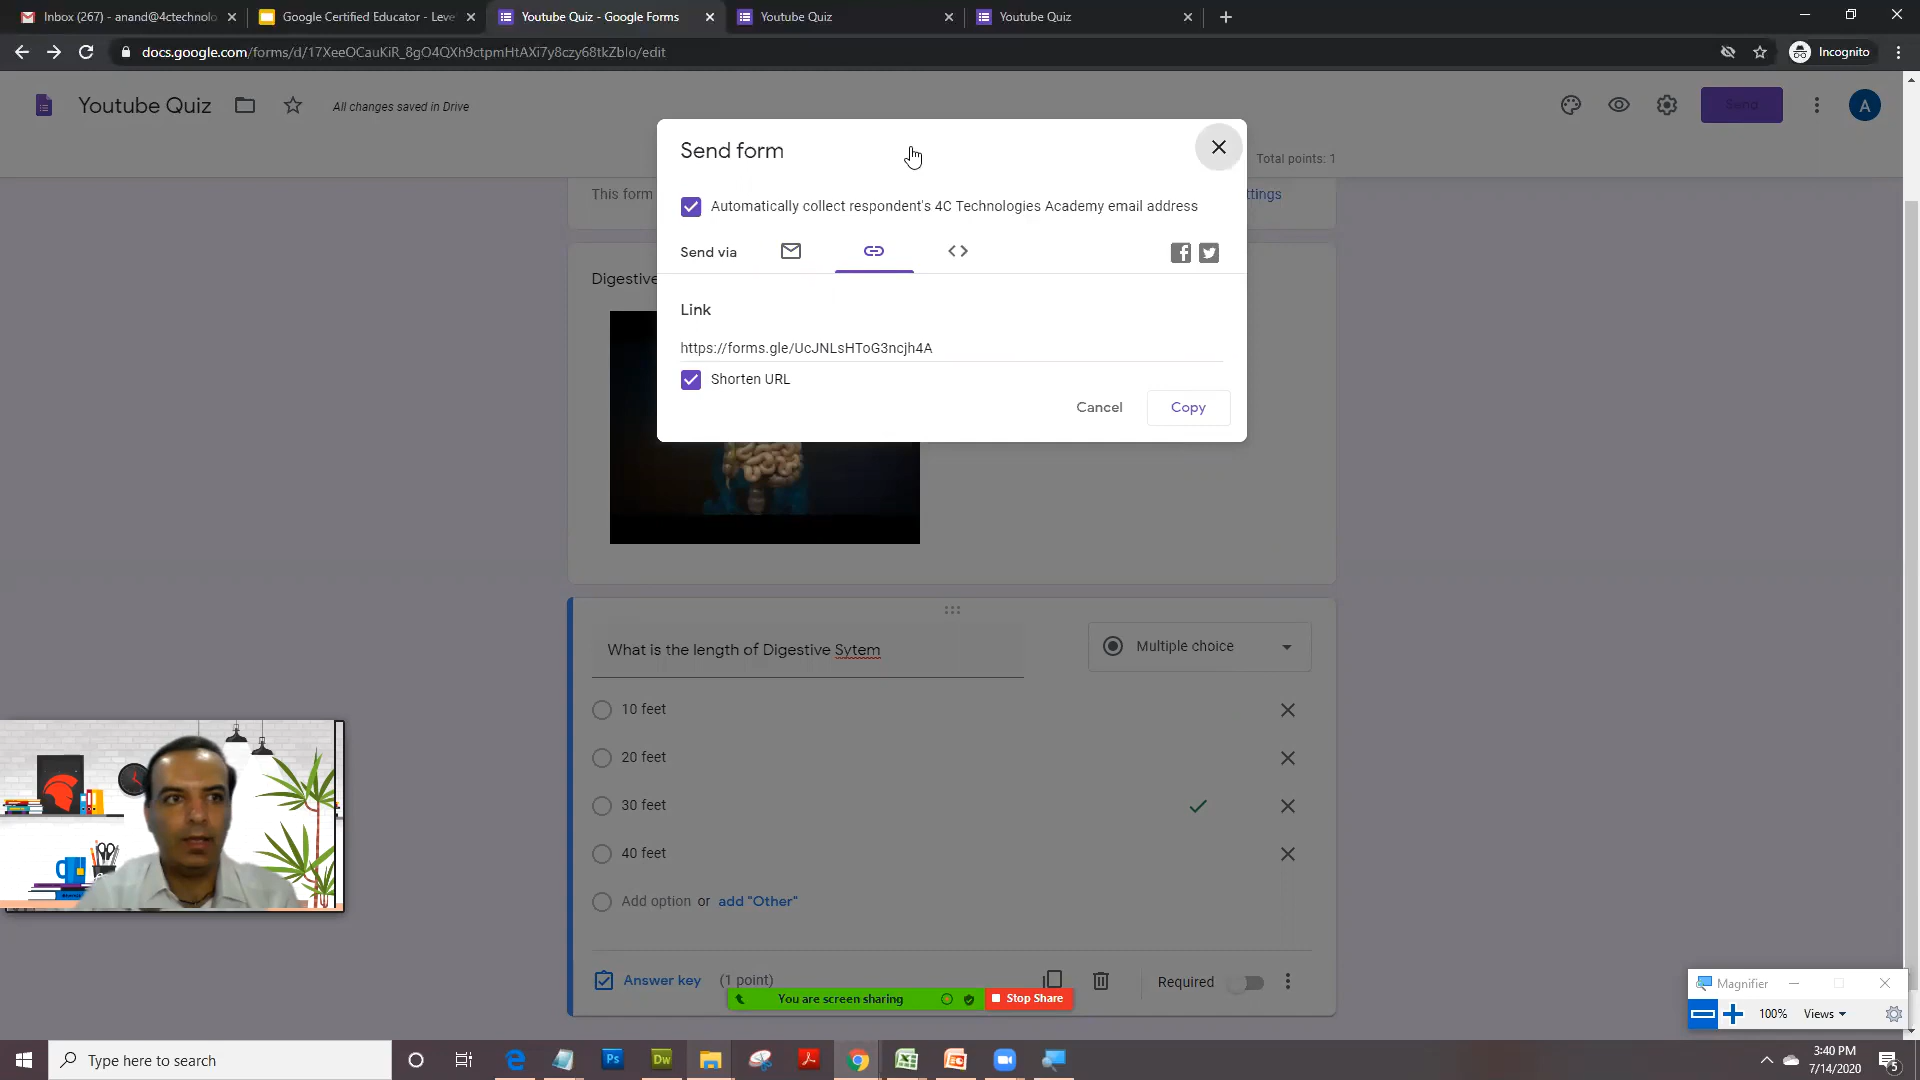 Inbox (267) - anand@4ctechnolo
Google Certified Educator - Leve
Youtube Quiz - Google Forms
Youtube Quiz
Youtube Quiz
docs.google.com/forms/d/17XeeOCauKiR_8gO4QXh9ctpmHtAXi7y8czy68tkZblo/edit
Incognito
Youtube Quiz
All changes saved in Drive
Send
A
Total points: 1
This form
ttings
Send form
Automatically collect respondent's 4C Technologies Academy email address
Send via
Link
https://forms.gle/UcJNLsHToG3ncjh4A
Shorten URL
Cancel
Copy
Digestive
What is the length of Digestive Sytem
Multiple choice
10 feet
20 feet
30 feet
40 feet
Add option or add "Other"
Answer key (1 point)
Required
You are screen sharing
Stop Share
Magnifier
100%
Views
Type here to search
Ps
Dw
3:40 PM
7/14/2020
5